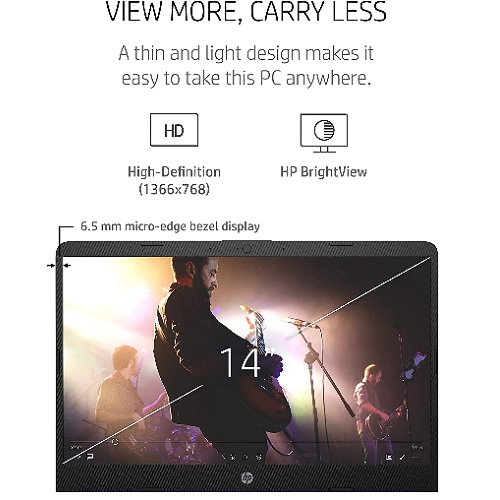 VIEW MORE, CARRY LESS
A thin and light design makes it
easy to take this PC anywhere.
HD
High-Definition
(1366x768)
HP BrightView
6.5 mm micro-edge bezel display
14"
hp